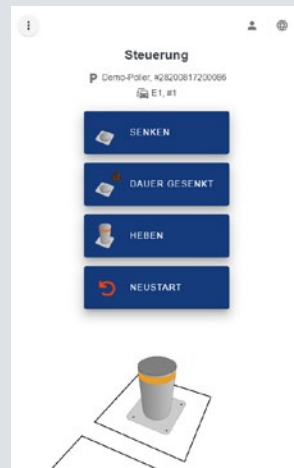 Steuerung
P Demo-Poller, #28200817200086
E1, #1
SENKEN
DAUER GESENKT
HEBEN
NEUSTART